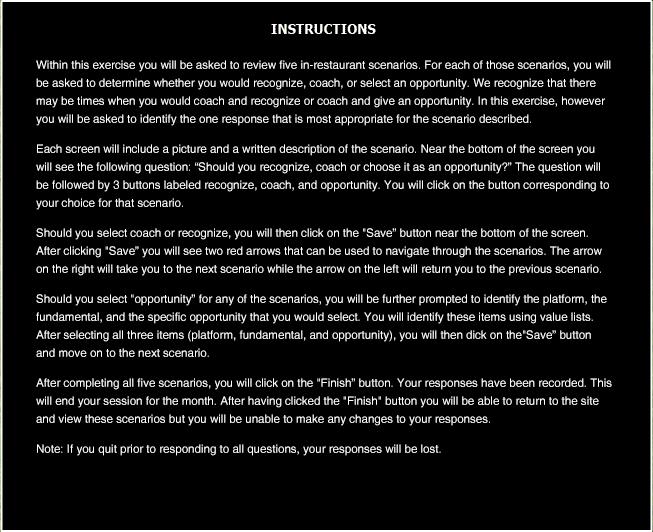 INSTRUCTIONS
Within this exercise you will be asked to review five in-restaurant scenarios. For each of those scenarios, you will
be asked to determine whether you would recognize, coach, or select an opportunity. We recognize that there
may be times when you would coach and recognize or coach and give an opportunity. In this exercise, however
you will be asked to identify the one response that is most appropriate for the scenario described.
Each screen will include a picture and a written description of the scenario. Near the bottom of the screen you
will see the following question: “Should you recognize, coach or choose it as an opportunity?” The question will
be followed by 3 buttons labeled recognize, coach, and opportunity. You will click on the button corresponding to
your choice for that scenario.
Should you select coach or recognize, you will then click on the "Save” button near the bottom of the screen.
After clicking "Save” you will see two red arrows that can be used to navigate through the scenarios. The arrow
on the right will take you to the next scenario while the arrow on the left will return you to the previous scenario.
Should you select "opportunity” for any of the scenarios, you will be further prompted to identify the platform, the
fundamental, and the specific opportunity that you would select. You will identify these items using value lists.
After selecting all three items (platform, fundamental, and opportunity), you will then dick on the"Save” button
and move on to the next scenario.
After completing all five scenarios, you will click on the "Finish” button. Your responses have been recorded. This
will end your session for the month. After having clicked the "Finish" button you will be able to return to the site
and view these scenarios but you will be unable to make any changes to your responses.
Note: If you quit prior to responding to all questions, your responses will be lost.